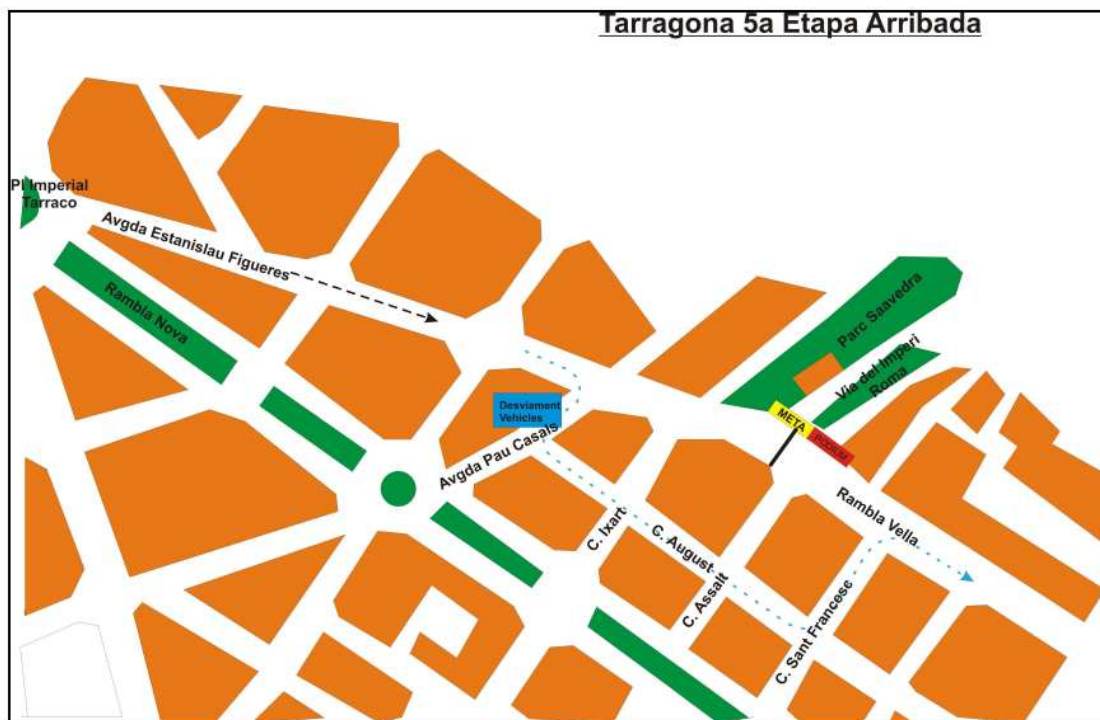 Tarragona 5a Etapa Arribada
Pl Imperial
Tarraco
Avgda Estanislau Figueres
Rambla Nova
Parc Saavedra
Via del Imperi
Roma
META
PODIUM
Desviament
Vehicles
Avgda Pau Casals
Rambla Vella
C. Ixart
C. August
C. Assalt
C. Sant Francesc